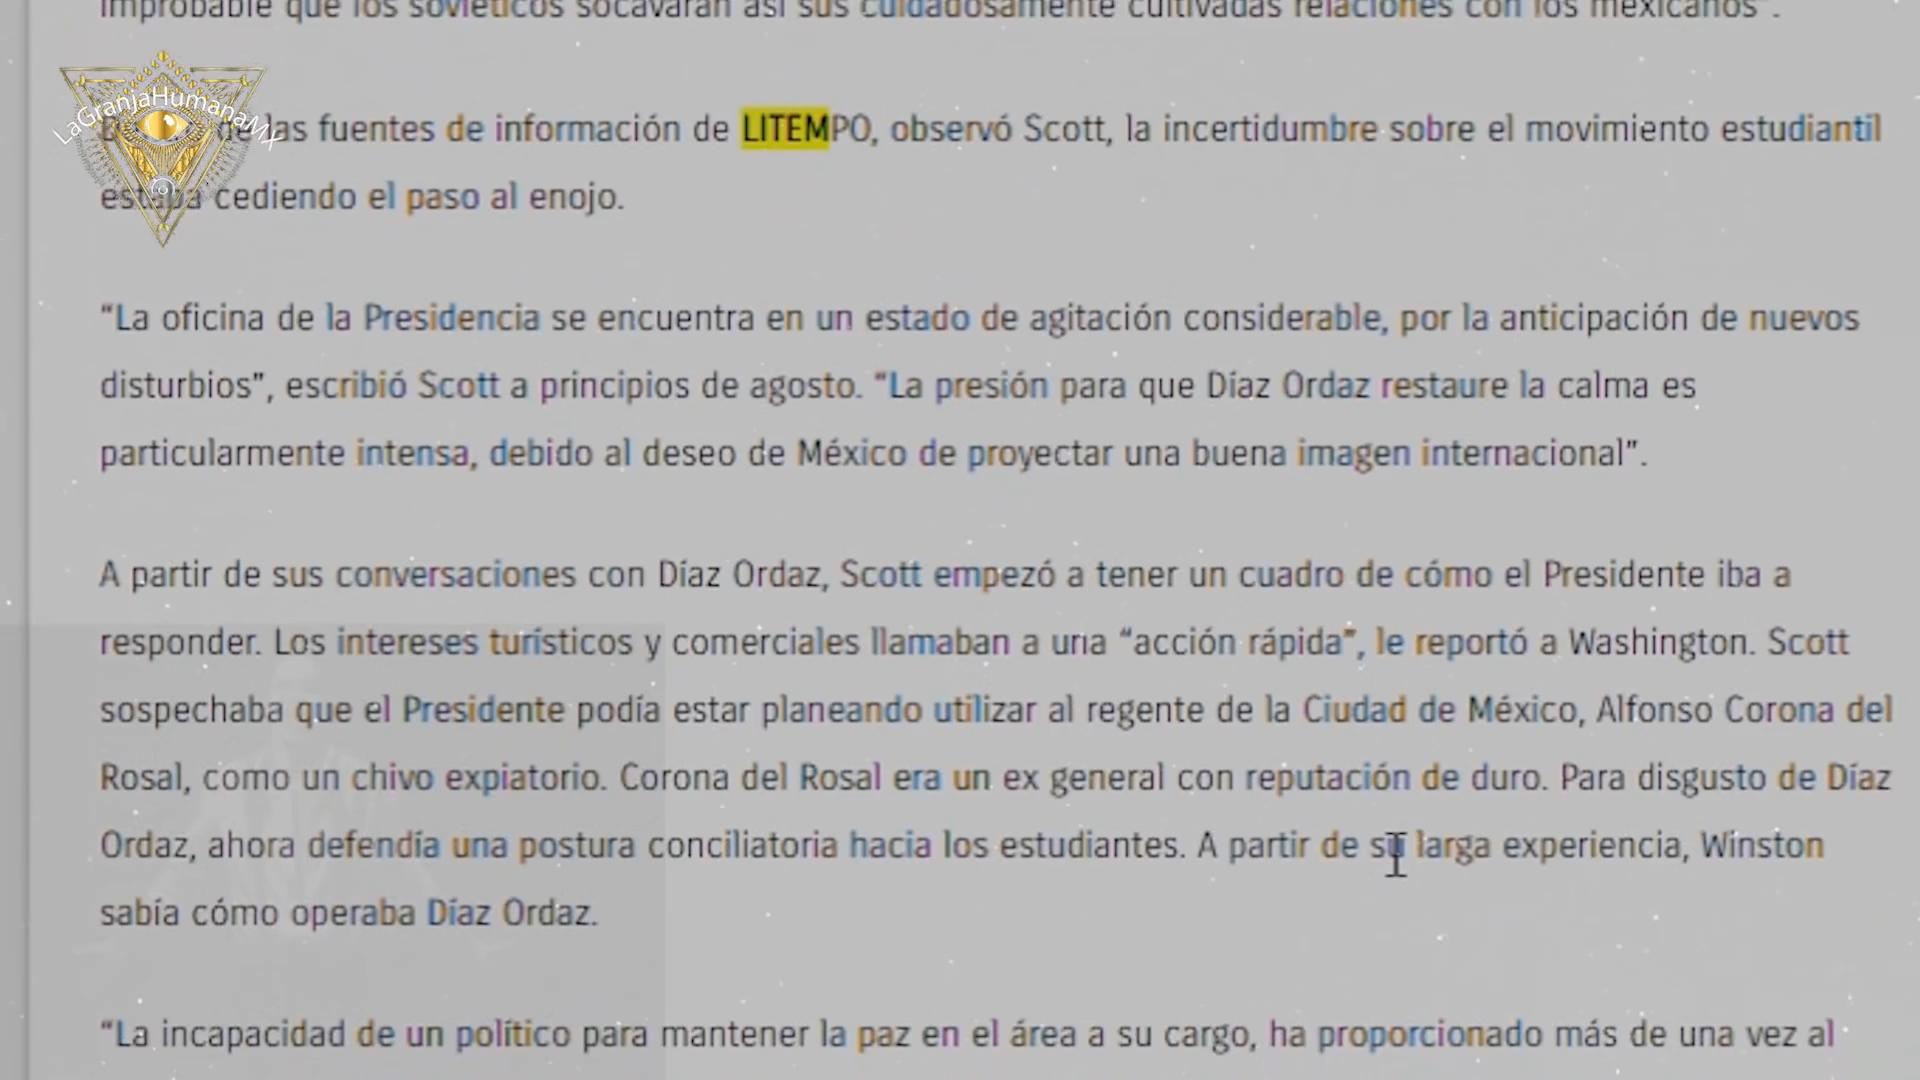 improbable que los soviéticos socavaran así sus cuidadosamente cultivadas relaciones con los mexicanos”.
LaGranjaHumanaMX
de las fuentes de información de LITEMPO, observó Scott, la incertidumbre sobre el movimiento estudiantil
estaba cediendo el paso al enojo.
“La oficina de la Presidencia se encuentra en un estado de agitación considerable, por la anticipación de nuevos
disturbios”, escribió Scott a principios de agosto. “La presión para que Díaz Ordaz restaure la calma es
particularmente intensa, debido al deseo de México de proyectar una buena imagen internacional”.
A partir de sus conversaciones con Díaz Ordaz, Scott empezó a tener un cuadro de cómo el Presidente iba a
responder. Los intereses turísticos y comerciales llamaban a una “acción rápida”, le reportó a Washington. Scott
sospechaba que el Presidente podía estar planeando utilizar al regente de la Ciudad de México, Alfonso Corona del
Rosal, como un chivo expiatorio. Corona del Rosal era un ex general con reputación de duro. Para disgusto de Díaz
Ordaz, ahora defendía una postura conciliatoria hacia los estudiantes. A partir de su larga experiencia, Winston
sabía cómo operaba Díaz Ordaz.
“La incapacidad de un político para mantener la paz en el área a su cargo, ha proporcionado más de una vez al